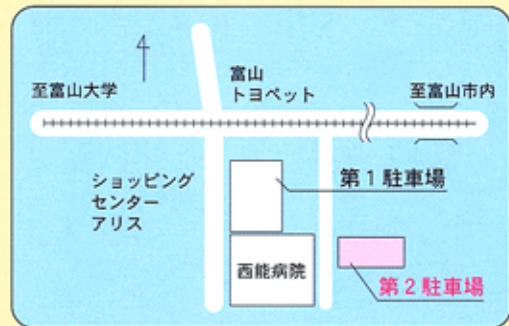 至富山大学
富山
トヨペット
至富山市内
ショッピング
センター
アリス
第1駐車場
西能病院
第2駐車場